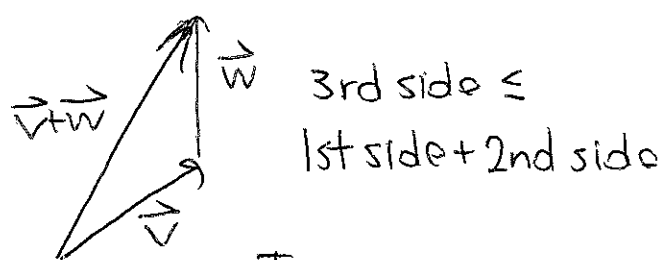 w⃗
v⃗+w⃗
v⃗
3rd side ≤
1st side + 2nd side